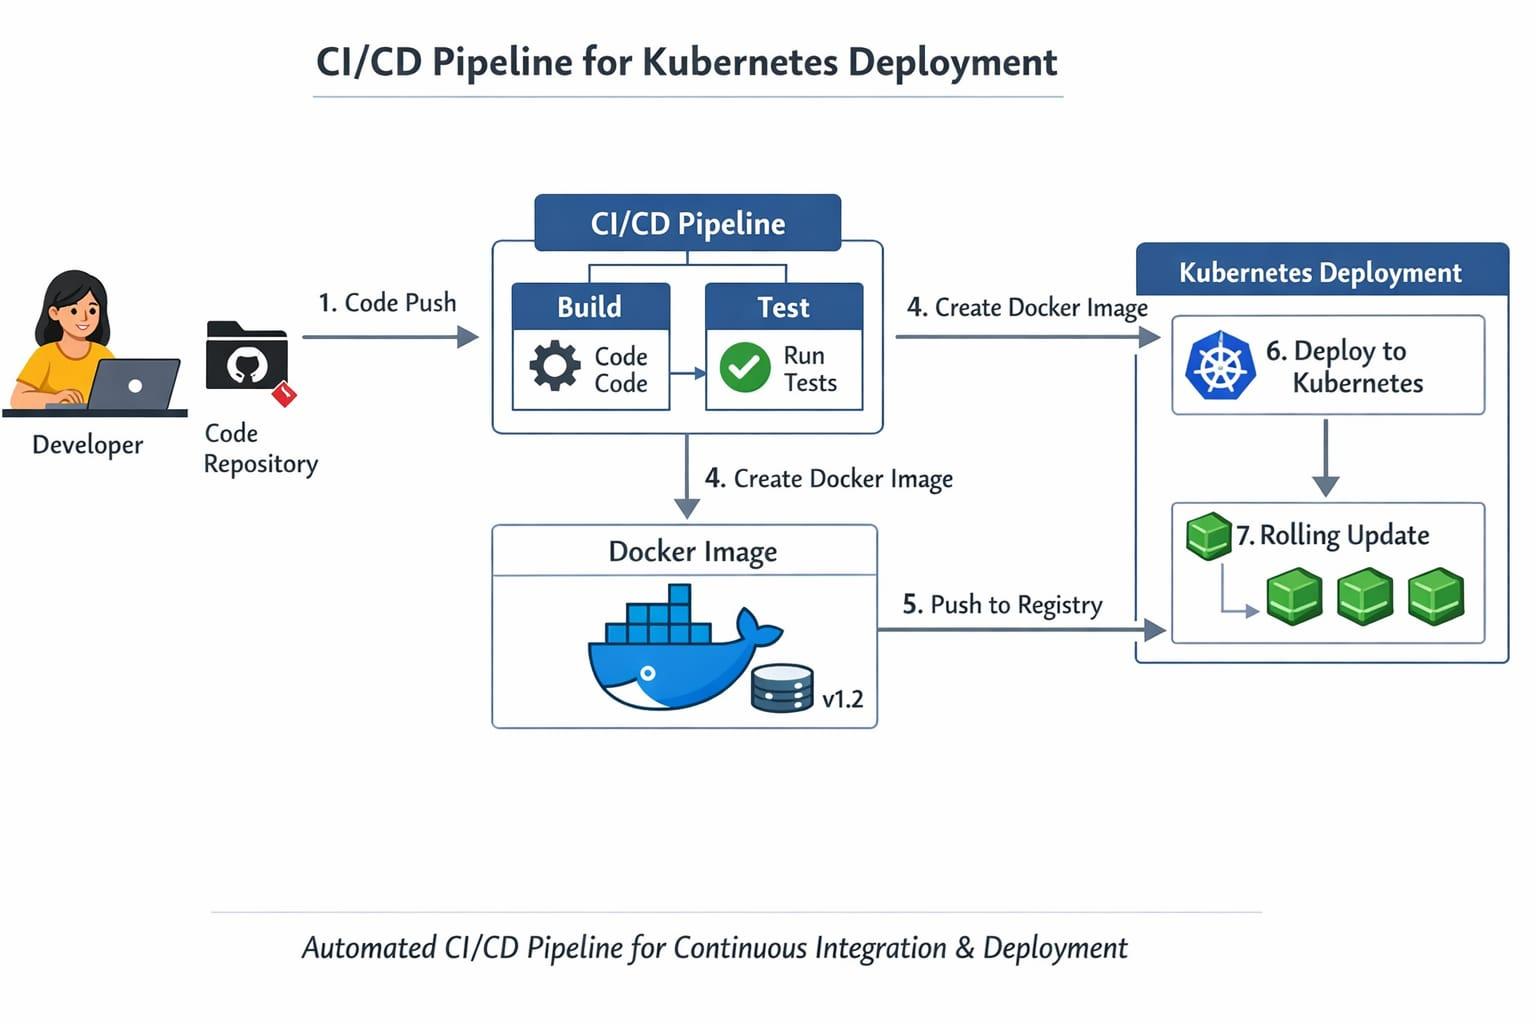 CI/CD Pipeline for Kubernetes Deployment
CI/CD Pipeline
Kubernetes Deployment
1. Code Push
Build
Test
4. Create Docker Image
Code
Code
Run
Tests
6. Deploy to
Kubernetes
Developer
Code
Repository
4. Create Docker Image
7. Rolling Update
Docker Image
5. Push to Registry
v1.2
Automated CI/CD Pipeline for Continuous Integration & Deployment